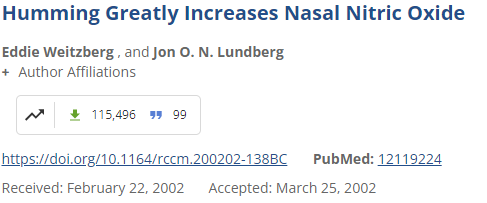 Humming Greatly Increases Nasal Nitric Oxide
Eddie Weitzberg , and Jon O. N. Lundberg
+ Author Affiliations
115,496 99
https://doi.org/10.1164/rccm.200202-138BC PubMed: 12119224
Received: February 22, 2002 Accepted: March 25, 2002